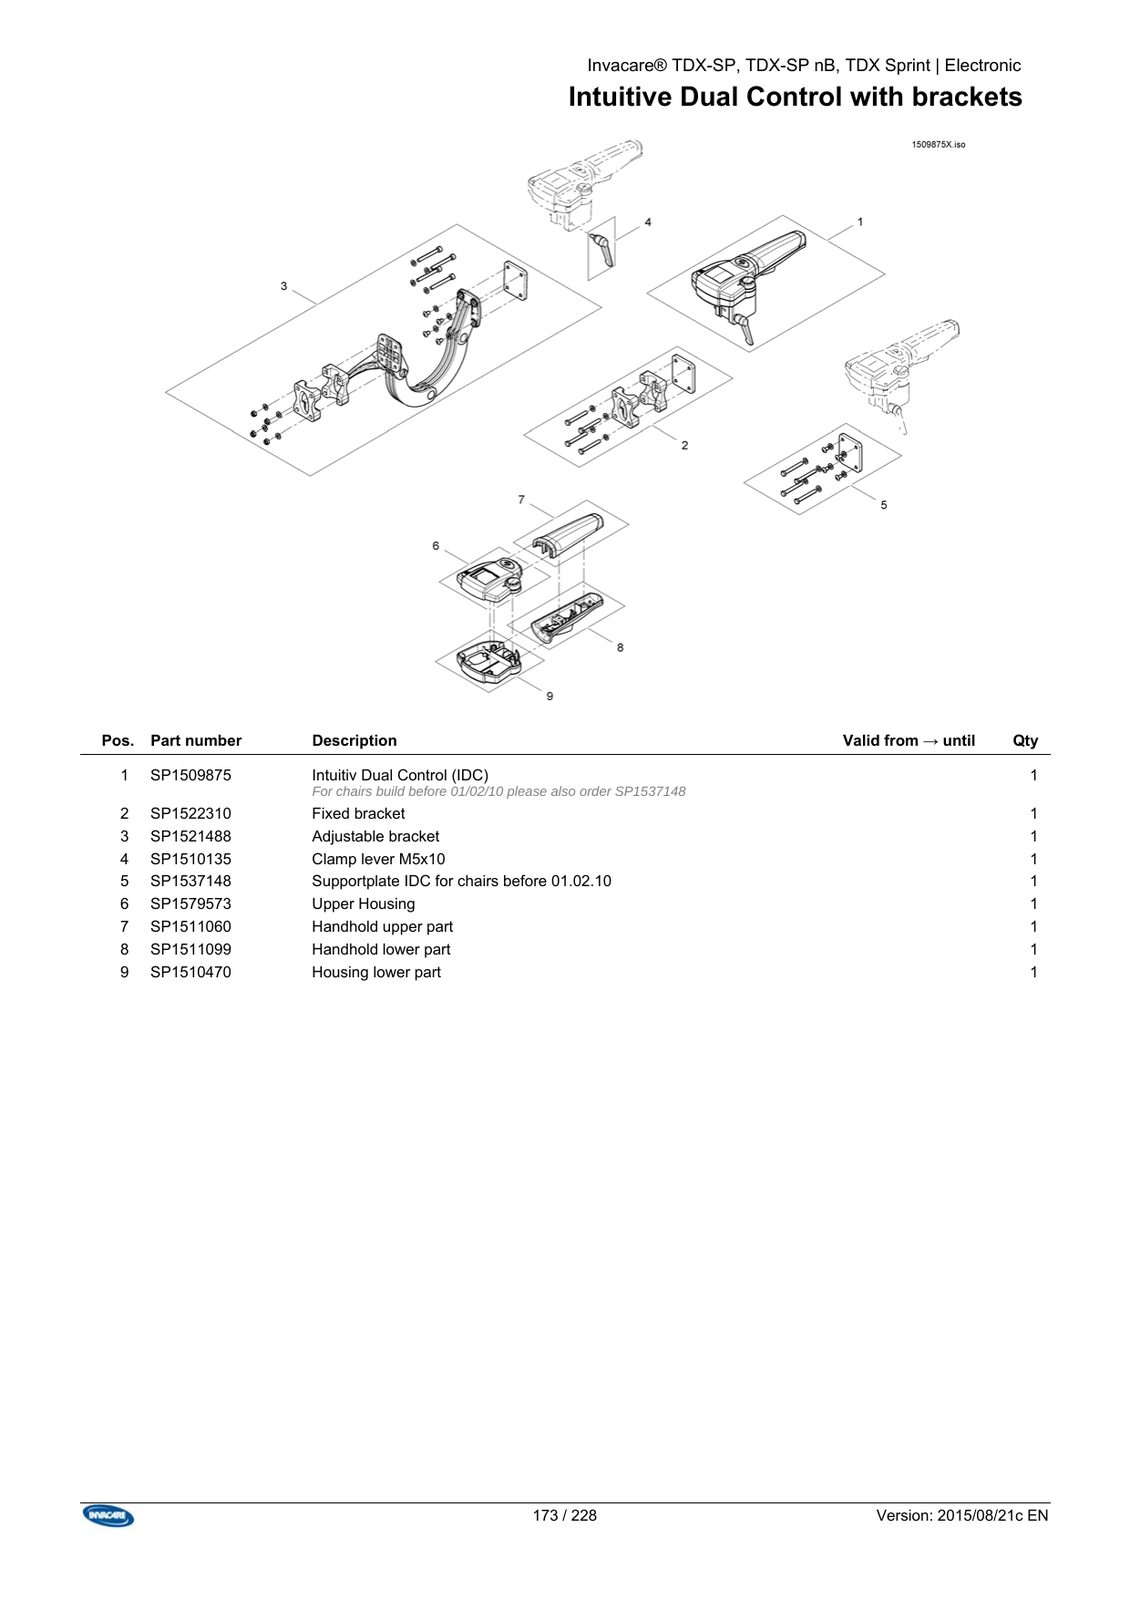 Invacare® TDX-SP, TDX-SP nB, TDX Sprint | Electronic
Intuitive Dual Control with brackets
1509875X.iso
4
1
3
2
5
7
6
8
9
Pos. Part number Description Valid from → until Qty
1 SP1509875 Intuitiv Dual Control (IDC) 1
For chairs build before 01/02/10 please also order SP1537148
2 SP1522310 Fixed bracket 1
3 SP1521488 Adjustable bracket 1
4 SP1510135 Clamp lever M5x10 1
5 SP1537148 Supportplate IDC for chairs before 01.02.10 1
6 SP1579573 Upper Housing 1
7 SP1511060 Handhold upper part 1
8 SP1511099 Handhold lower part 1
9 SP1510470 Housing lower part 1
INVACARE 173 / 228 Version: 2015/08/21c EN